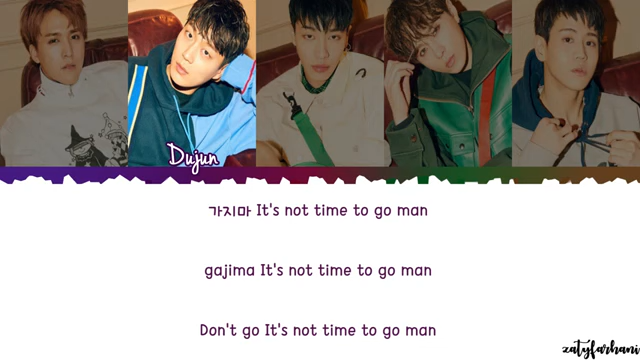 Dujun
가지마 It's not time to go man
gajima It's not time to go man
Don't go It's not time to go man
zatyfarhani